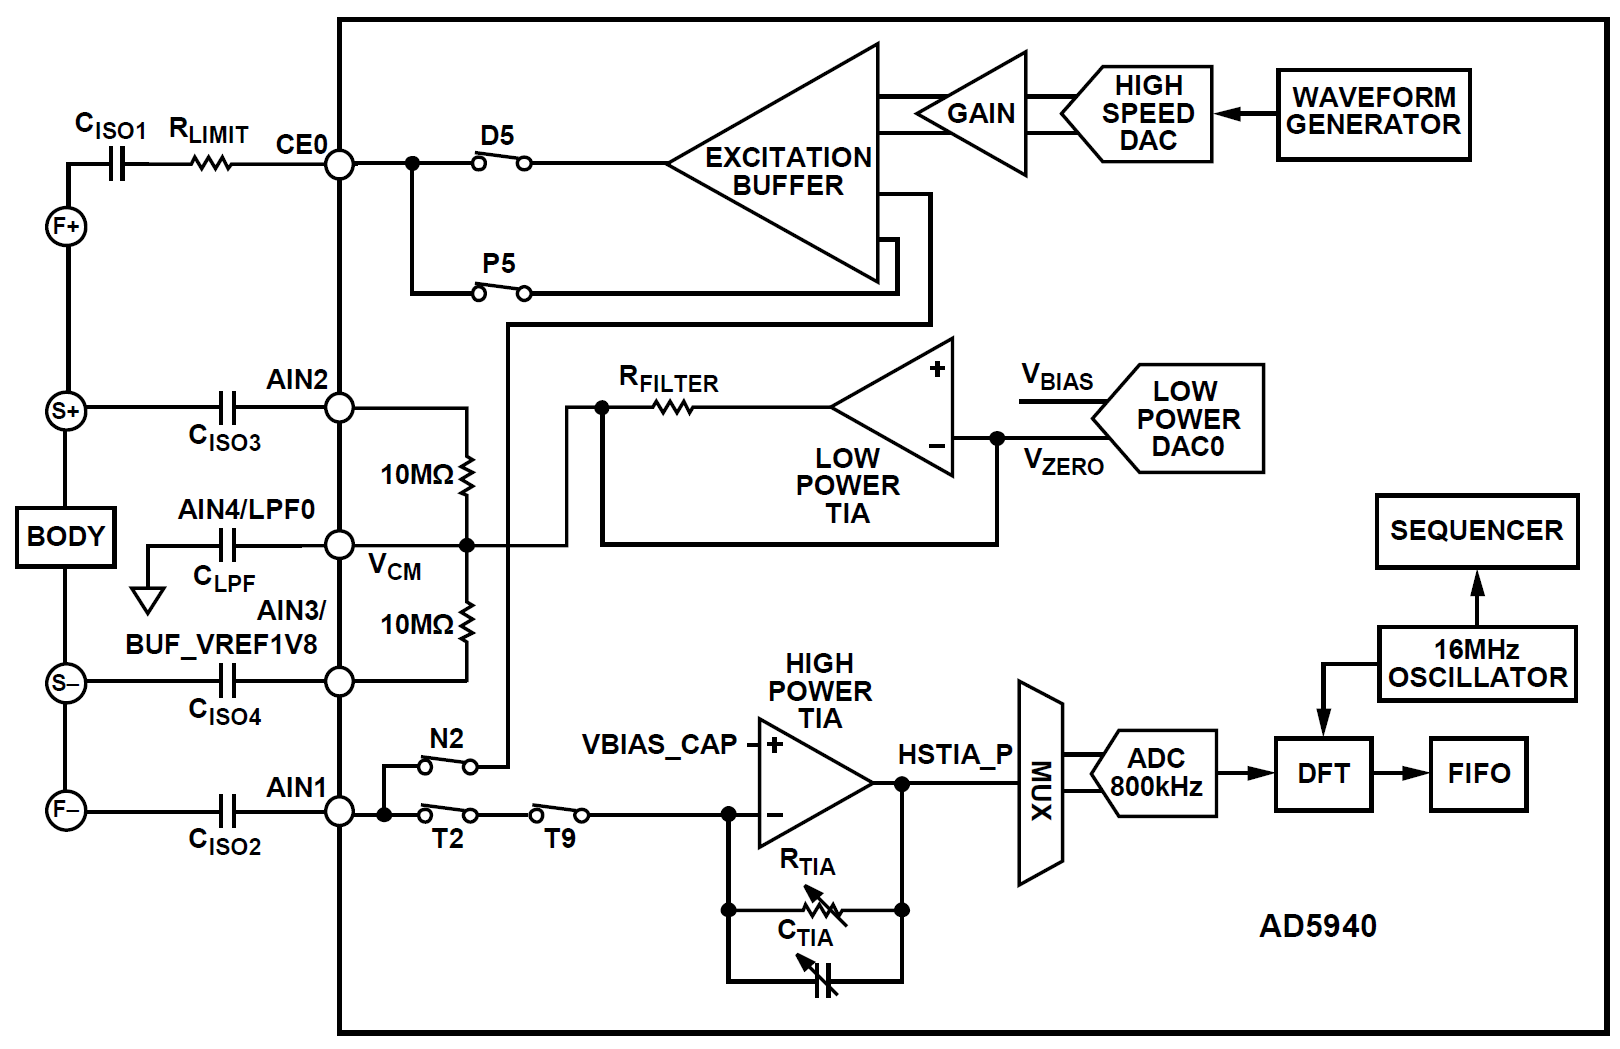 HIGH
SPEED
DAC
WAVEFORM
GENERATOR
GAIN
CISO1
RLIMIT
CE0
D5
EXCITATION
BUFFER
F+
P5
AIN2
RFILTER
+
VBIAS
LOW
POWER
DAC0
S+
CISO3
−
VZERO
LOW
POWER
TIA
10MΩ
AIN4/LPF0
BODY
CLPF
VCM
SEQUENCER
AIN3/
BUF_VREF1V8
10MΩ
16MHz
OSCILLATOR
S–
CISO4
HIGH
POWER
TIA
N2
VBIAS_CAP
+
HSTIA_P
MUX
ADC
800kHz
DFT
FIFO
AIN1
F–
CISO2
T2
T9
−
RTIA
CTIA
AD5940